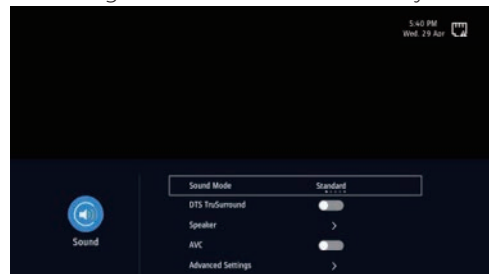 5:40 PM
Wed. 29 Apr
Sound Mode Standard
DTS TruSurround
Speaker >
Sound
AVC
Advanced Settings >